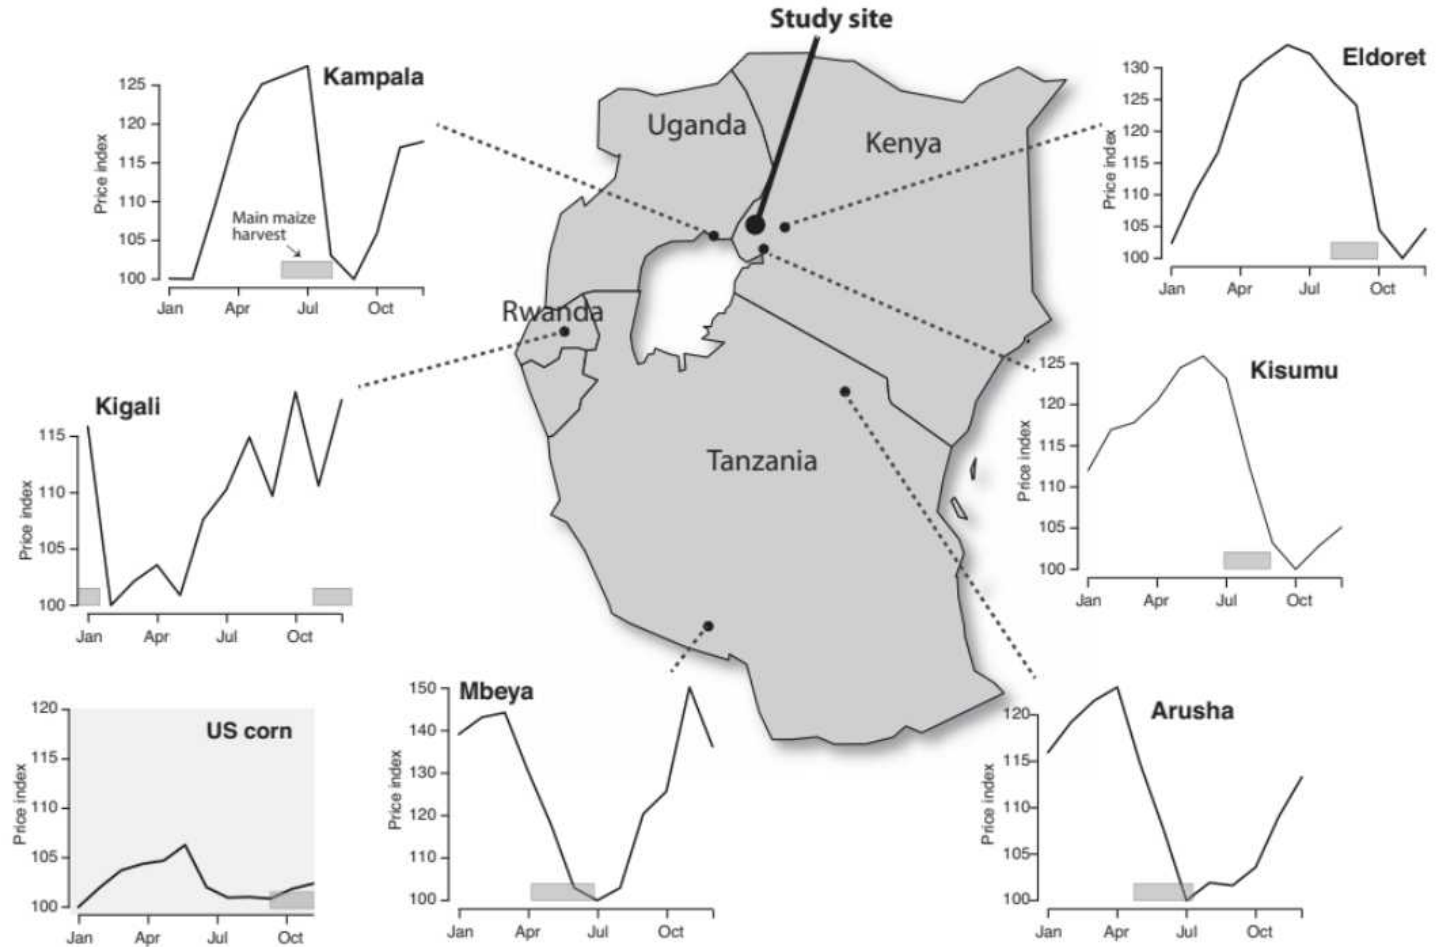 Study site
Kampala
Price index
125
120
115
110
105
100
Main maize
harvest
Jan
Apr
Jul
Oct
Uganda
Kenya
Rwanda
Tanzania
Eldoret
Price index
130
125
120
115
110
105
100
Jan
Apr
Jul
Oct
Kigali
Price index
115
110
105
100
Jan
Apr
Jul
Oct
Kisumu
Price index
125
120
115
110
105
100
Jan
Apr
Jul
Oct
US corn
Price index
120
115
110
105
100
Jan
Apr
Jul
Oct
Mbeya
Price index
150
140
130
120
110
100
Jan
Apr
Jul
Oct
Arusha
Price index
120
115
110
105
100
Jan
Apr
Jul
Oct